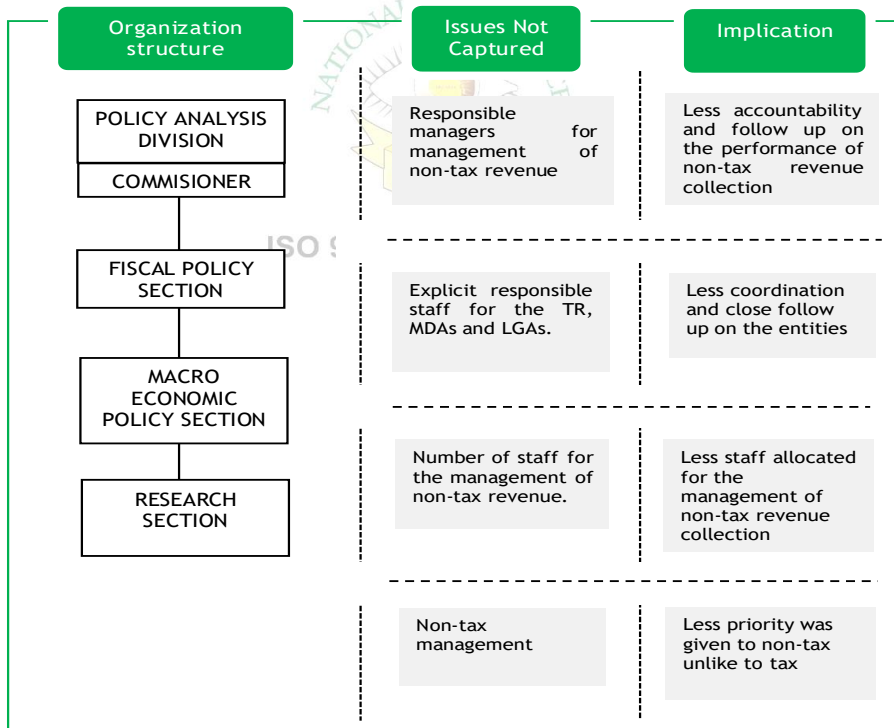 Organization
structure
Issues Not
Captured
Implication
NATIONAL
POLICY ANALYSIS
DIVISION
COMMISIONER
FISCAL POLICY
SECTION
MACRO
ECONOMIC
POLICY SECTION
RESEARCH
SECTION
ISO 9
Responsible
managers for
management of
non-tax revenue
Less accountability
and follow up on
the performance of
non-tax revenue
collection
Explicit responsible
staff for the TR,
MDAs and LGAs.
Less coordination
and close follow
up on the entities
Number of staff for
the management of
non-tax revenue.
Less staff allocated
for the
management of
non-tax revenue
collection
Non-tax
management
Less priority was
given to non-tax
unlike to tax